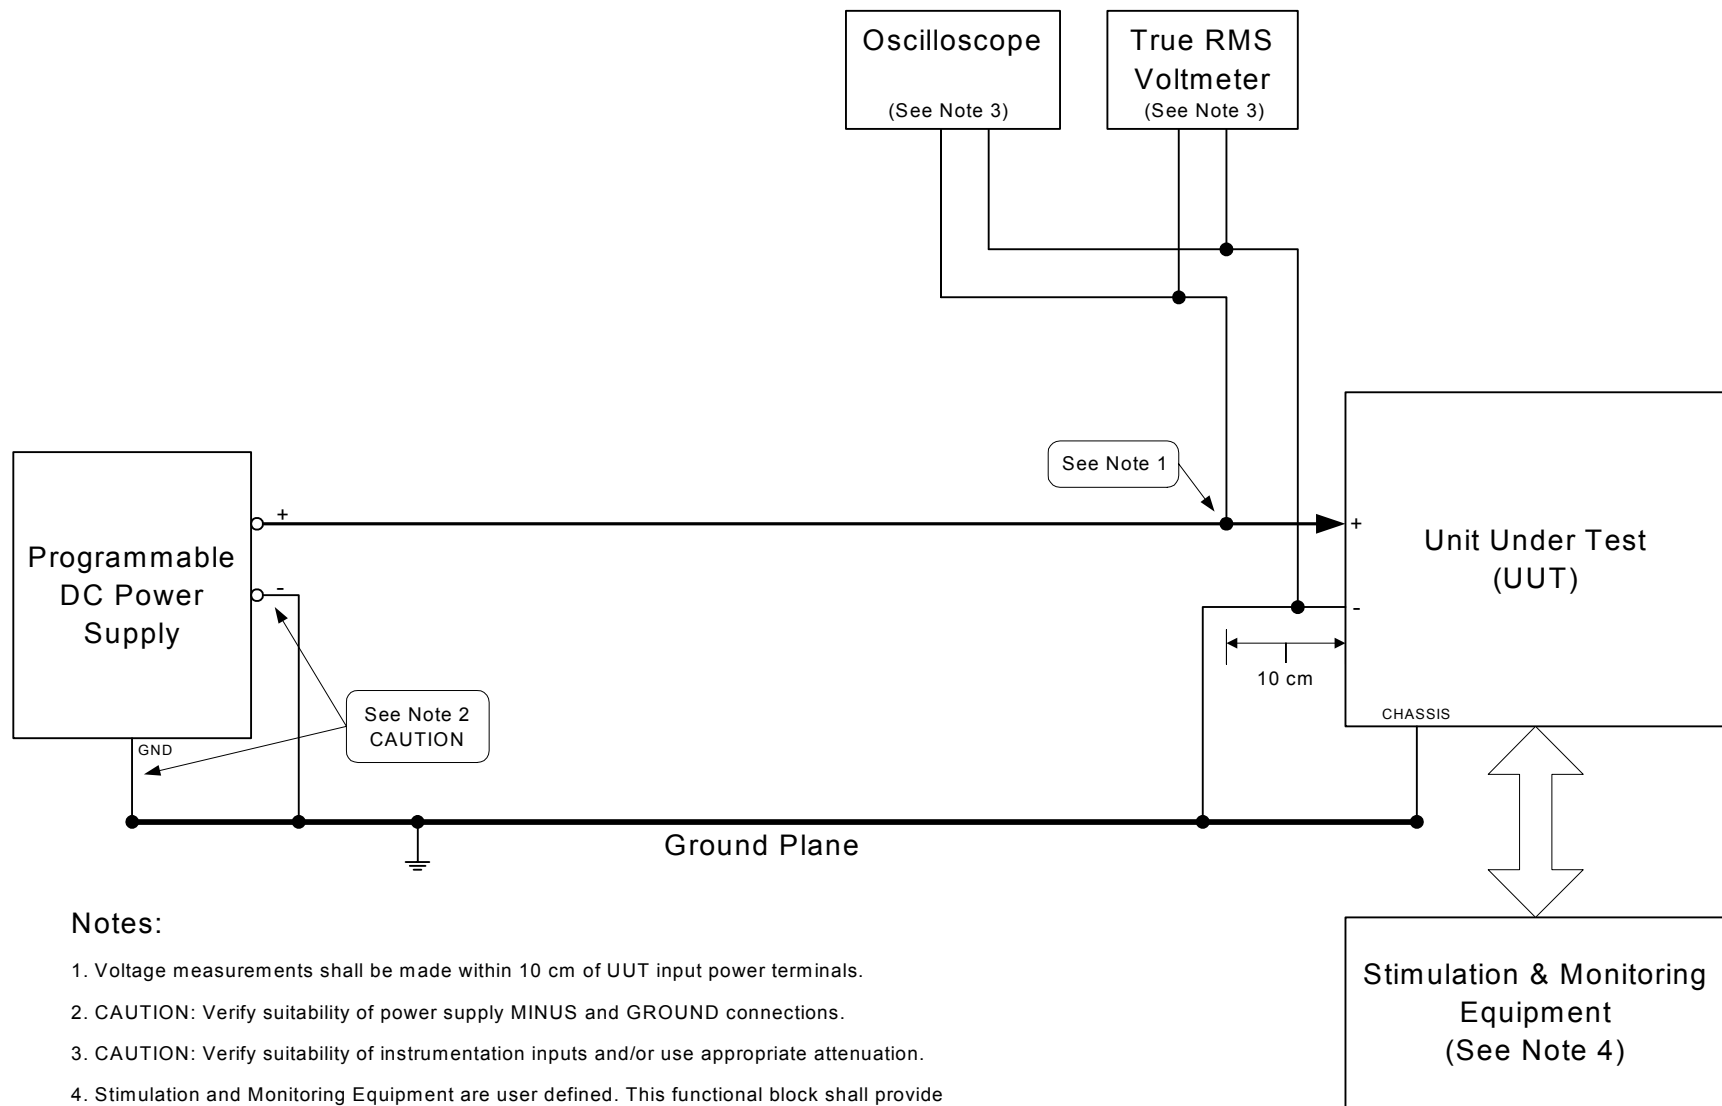 Oscilloscope
(See Note 3)
True RMS
Voltmeter
(See Note 3)
See Note 1
+
-
Programmable
DC Power
Supply
GND
See Note 2
CAUTION
+
-
Unit Under Test
(UUT)
10 cm
CHASSIS
Ground Plane
Stimulation & Monitoring
Equipment
(See Note 4)
Notes:
1. Voltage measurements shall be made within 10 cm of UUT input power terminals.
2. CAUTION: Verify suitability of power supply MINUS and GROUND connections.
3. CAUTION: Verify suitability of instrumentation inputs and/or use appropriate attenuation.
4. Stimulation and Monitoring Equipment are user defined. This functional block shall provide